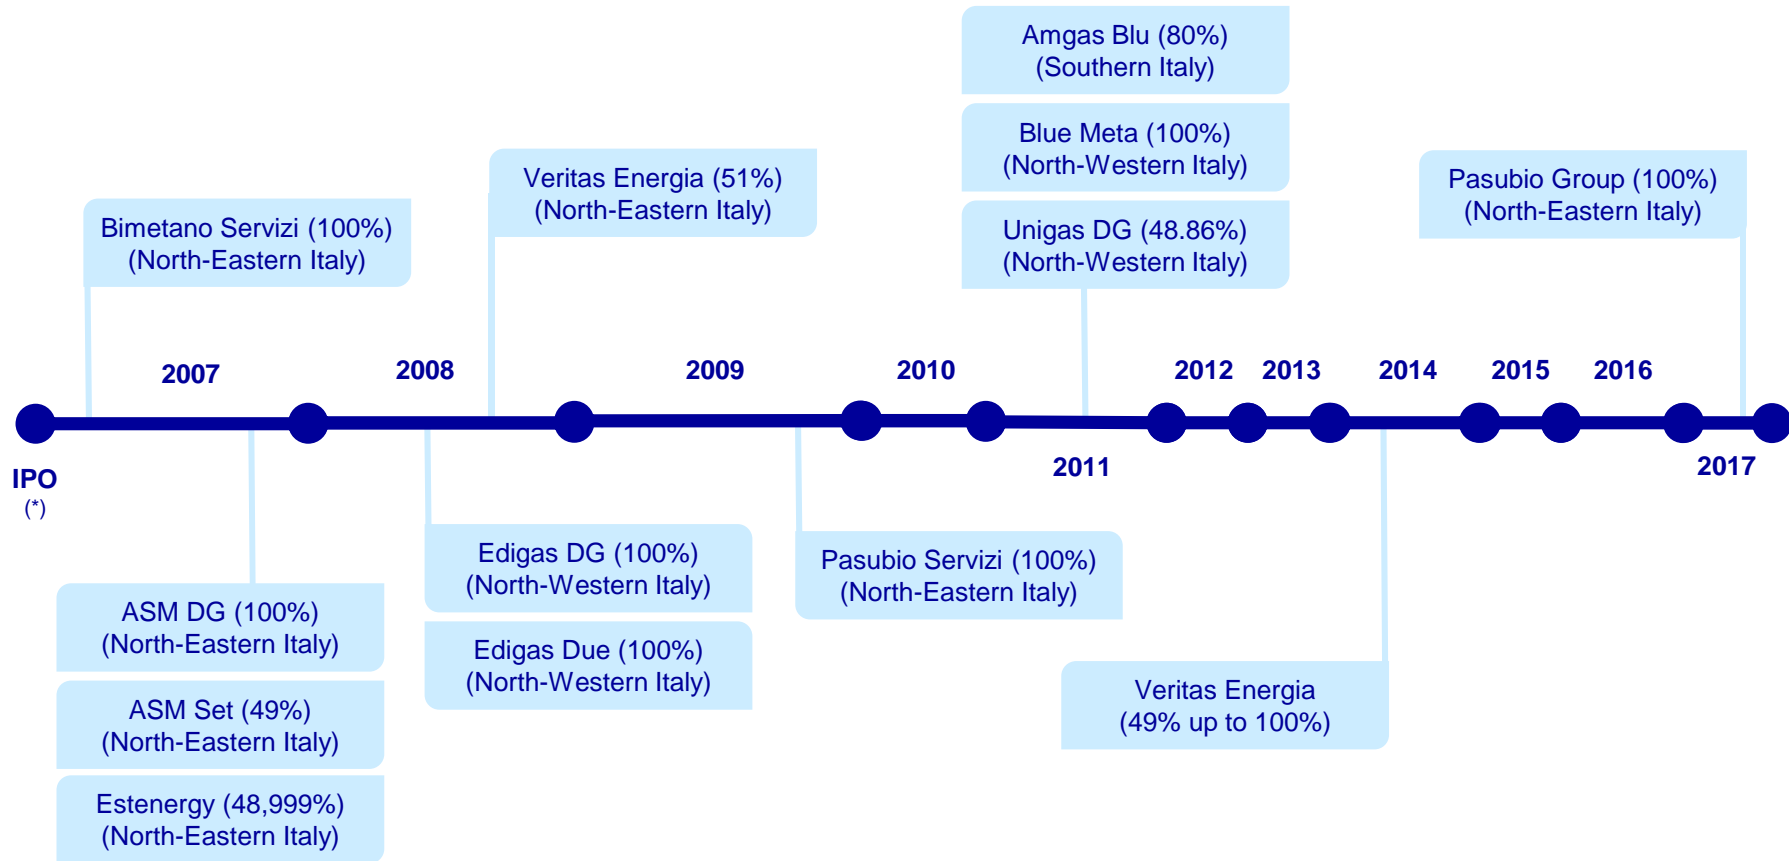 Amgas Blu (80%)
(Southern Italy)
Blue Meta (100%)
(North-Western Italy)
Unigas DG (48.86%)
(North-Western Italy)
Veritas Energia (51%)
(North-Eastern Italy)
Pasubio Group (100%)
(North-Eastern Italy)
Bimetano Servizi (100%)
(North-Eastern Italy)
2007
2008
2009
2010
2012
2013
2014
2015
2016
IPO
(*)
2011
2017
ASM DG (100%)
(North-Eastern Italy)
ASM Set (49%)
(North-Eastern Italy)
Estenergy (48,999%)
(North-Eastern Italy)
Edigas DG (100%)
(North-Western Italy)
Edigas Due (100%)
(North-Western Italy)
Pasubio Servizi (100%)
(North-Eastern Italy)
Veritas Energia
(49% up to 100%)